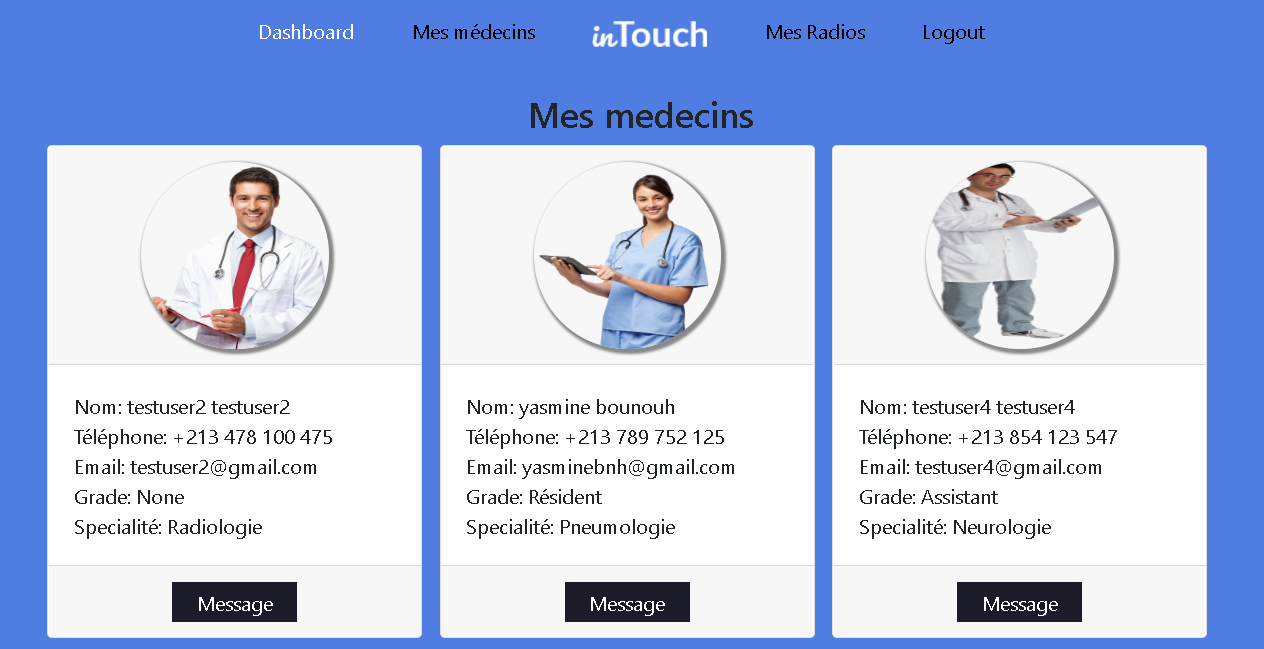 Dashboard Mes médecins inTouch Mes Radios Logout
Mes medecins
Nom: testuser2 testuser2
Téléphone: +213 478 100 475
Email: testuser2@gmail.com
Grade: None
Specialité: Radiologie
Message
Nom: yasmine bounouh
Téléphone: +213 789 752 125
Email: yasminebnh@gmail.com
Grade: Résident
Specialité: Pneumologie
Message
Nom: testuser4 testuser4
Téléphone: +213 854 123 547
Email: testuser4@gmail.com
Grade: Assistant
Specialité: Neurologie
Message